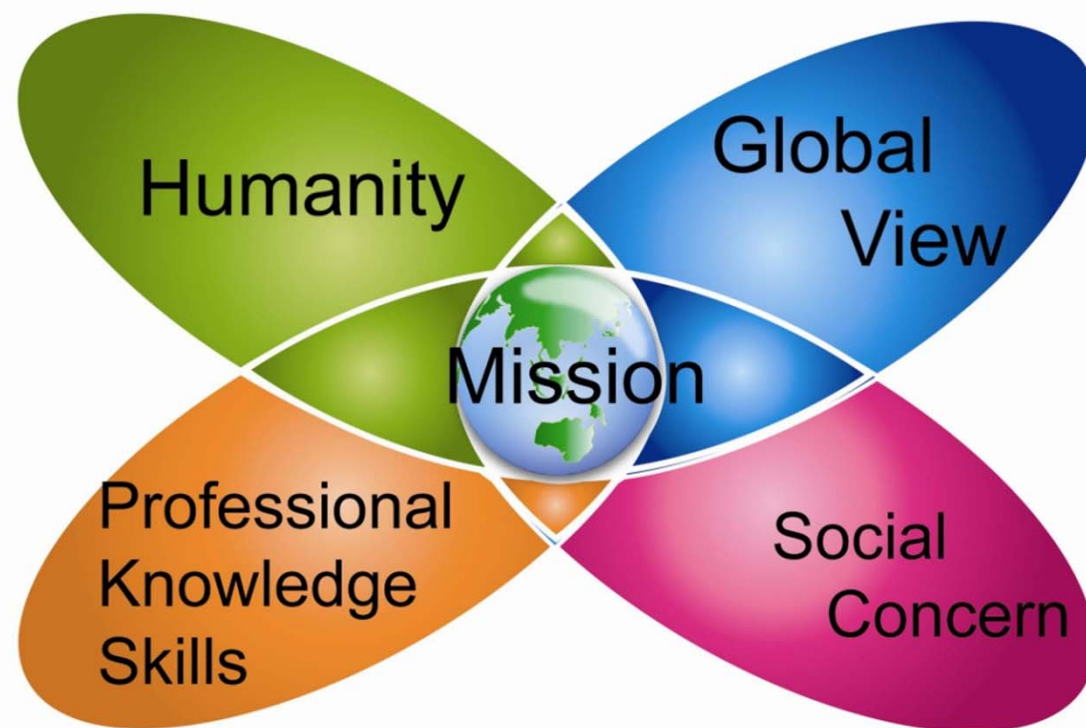 Humanity
Global
View
Mission
Professional
Knowledge
Skills
Social
Concern